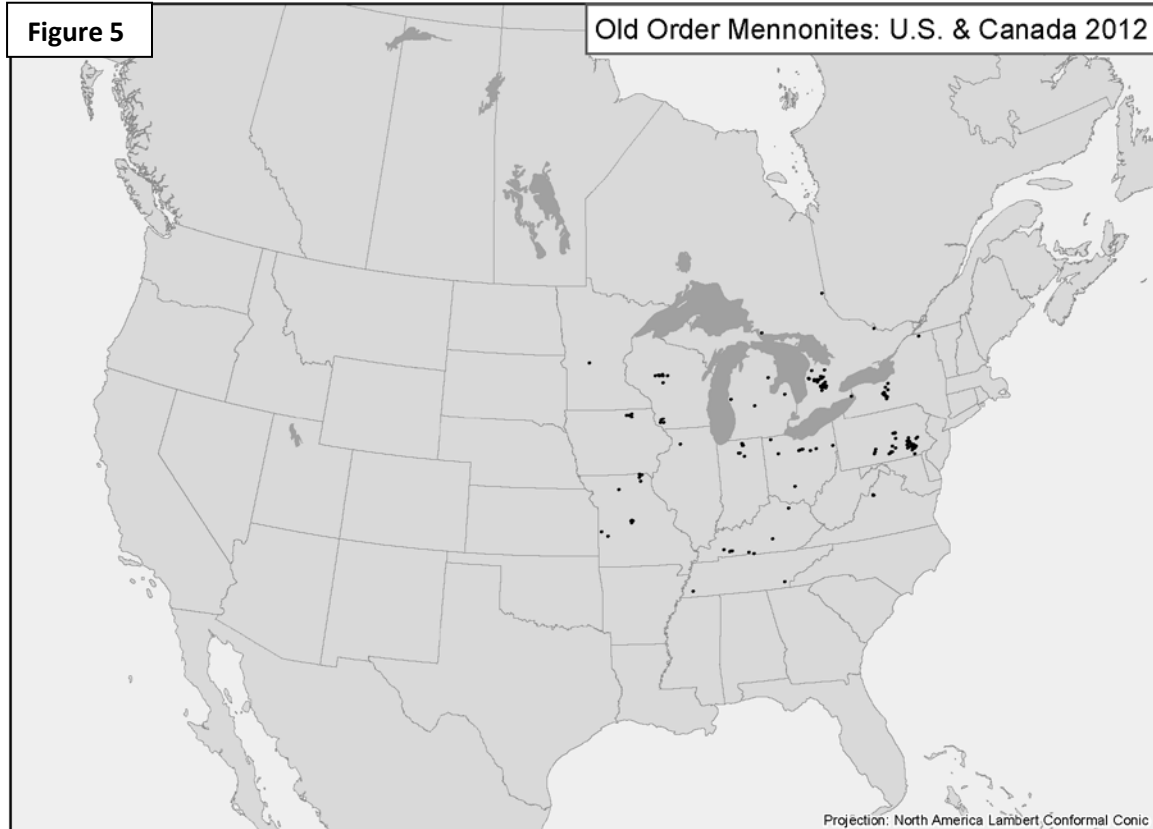 Figure 5
Old Order Mennonites: U.S. & Canada 2012
Projection: North America Lambert Conformal Conic